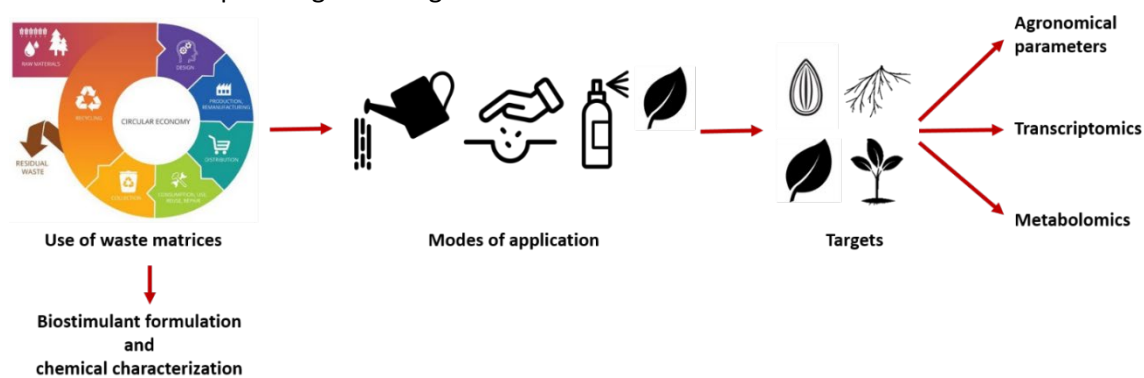 RAW MATERIALS
DESIGN
PRODUCTION,
REMANUFACTURING
DISTRIBUTION
CONSUMPTION, USE,
REUSE, REPAIR
COLLECTION
RECYCLING
RESIDUAL
WASTE
CIRCULAR ECONOMY
Use of waste matrices
Biostimulant formulation
and
chemical characterization
Modes of application
Targets
Agronomical
parameters
Transcriptomics
Metabolomics